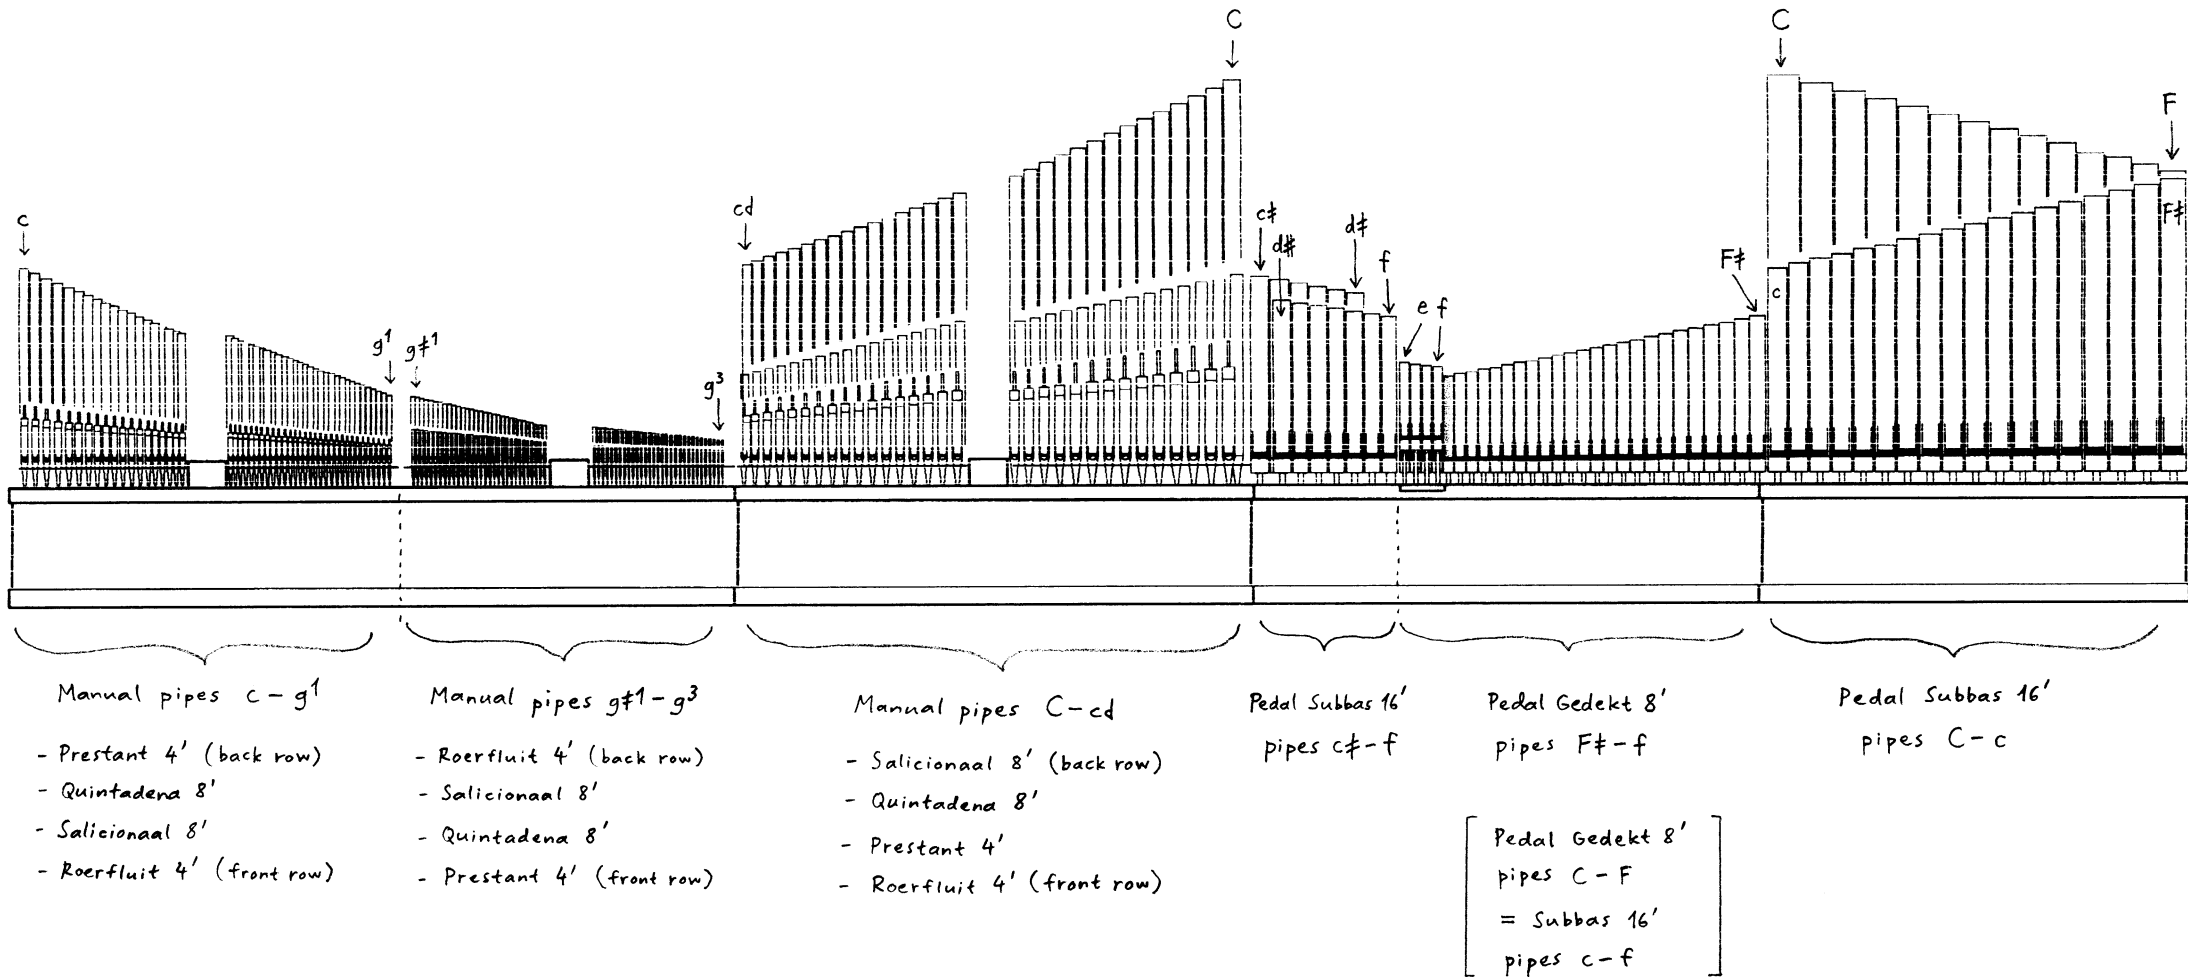 C
C
F
c
cd
c♯
d♯
d♯
f
F♯
F♯
g¹
g♯¹
g³
e f
c
Manual pipes c - g¹
- Prestant 4' (back row)
- Quintadena 8'
- Salicionaal 8'
- Roerfluit 4' (front row)
Manual pipes g♯¹ - g³
- Roerfluit 4' (back row)
- Salicionaal 8'
- Quintadena 8'
- Prestant 4' (front row)
Manual pipes C - cd
- Salicionaal 8' (back row)
- Quintadena 8'
- Prestant 4'
- Roerfluit 4' (front row)
Pedal Subbas 16'
pipes c♯ - f
Pedal Gedekt 8'
pipes F♯ - f
Pedal Gedekt 8'
pipes C - F
= Subbas 16'
pipes c - f
Pedal Subbas 16'
pipes C - c